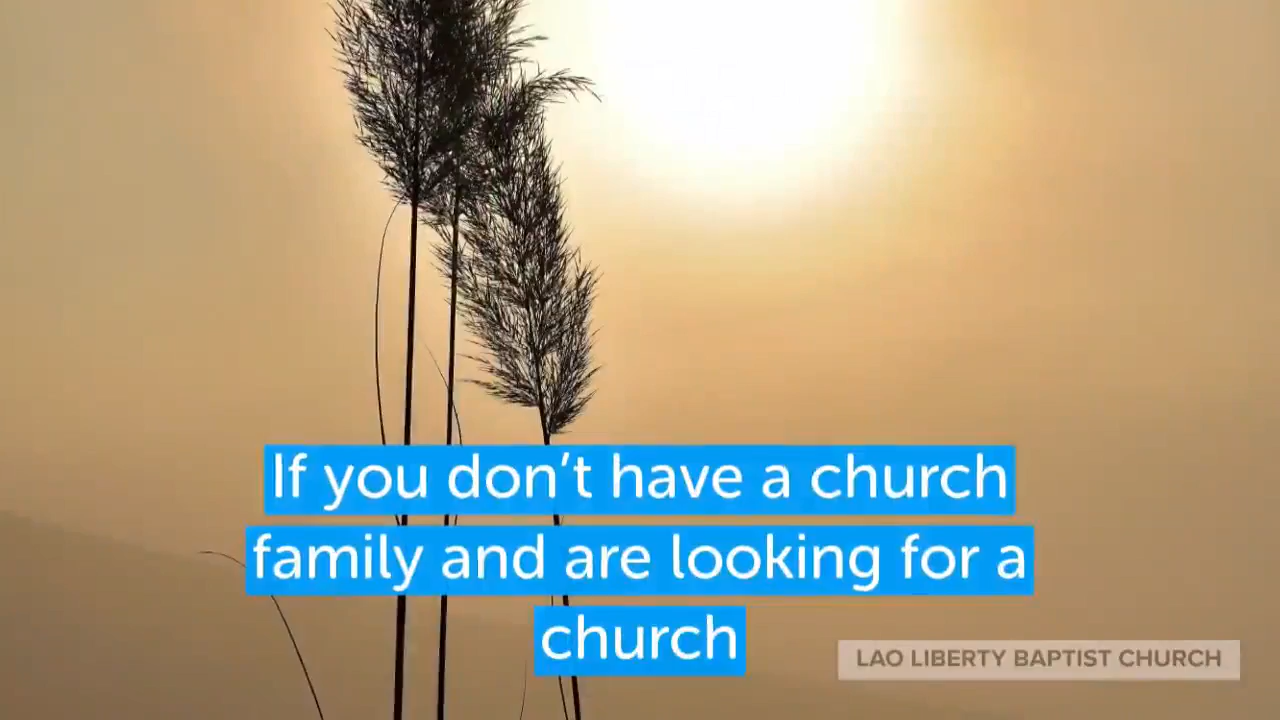 If you don't have a church
family and are looking for a
church
LAO LIBERTY BAPTIST CHURCH